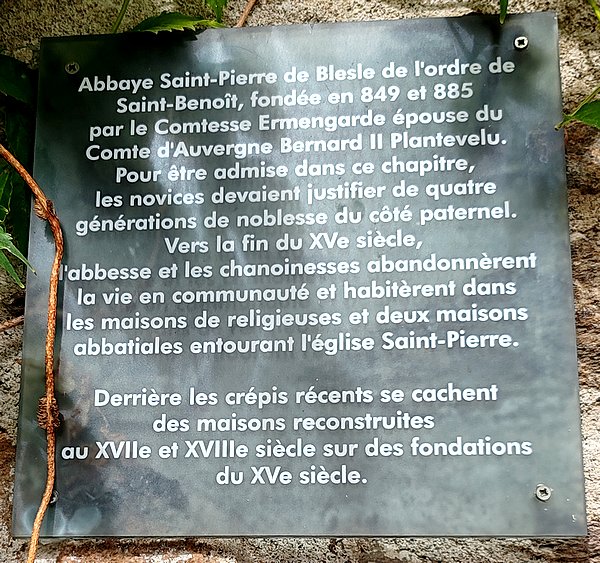 Abbaye Saint-Pierre de Blesle de l'ordre de
Saint-Benoît, fondée en 849 et 885
par le Comtesse Ermengarde épouse du
Comte d'Auvergne Bernard II Plantevelu.
Pour être admise dans ce chapitre,
les novices devaient justifier de quatre
générations de noblesse du côté paternel.
Vers la fin du XVe siècle,
l'abbesse et les chanoinesses abandonnèrent
la vie en communauté et habitèrent dans
les maisons de religieuses et deux maisons
abbatiales entourant l'église Saint-Pierre.
Derrière les crépis récents se cachent
des maisons reconstruites
au XVIIe et XVIIIe siècle sur des fondations
du XVe siècle.